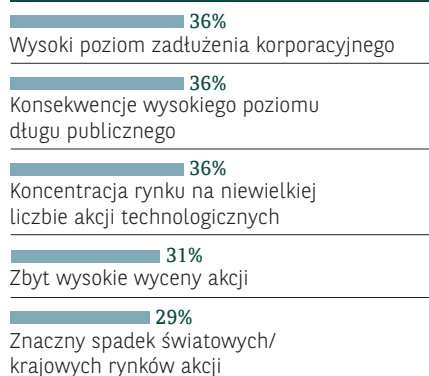 36%
Wysoki poziom zadłużenia korporacyjnego
36%
Konsekwencje wysokiego poziomu
długu publicznego
36%
Koncentracja rynku na niewielkiej
liczbie akcji technologicznych
31%
Zbyt wysokie wyceny akcji
29%
Znaczny spadek światowych/
krajowych rynków akcji